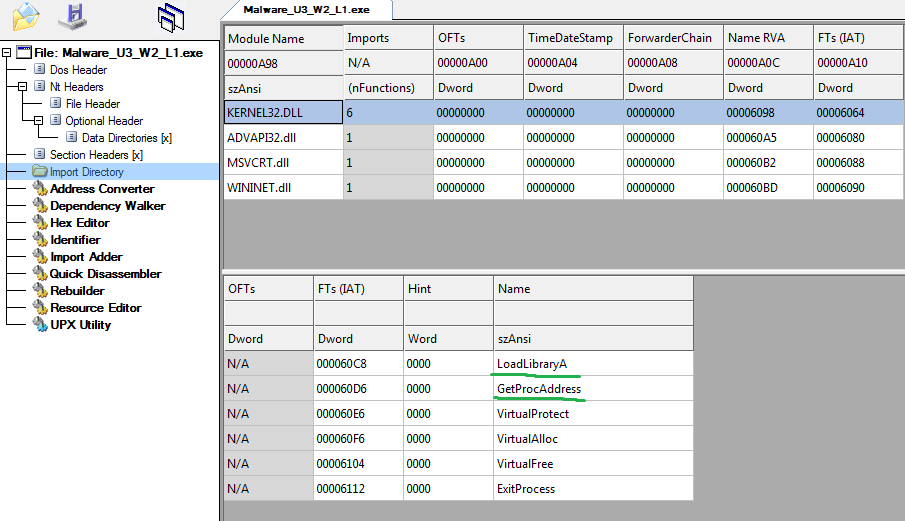 Malware_U3_W2_L1.exe
File: Malware_U3_W2_L1.exe
Dos Header
Nt Headers
File Header
Optional Header
Data Directories [x]
Section Headers [x]
Import Directory
Address Converter
Dependency Walker
Hex Editor
Identifier
Import Adder
Quick Disassembler
Rebuilder
Resource Editor
UPX Utility
Module Name Imports OFTs TimeDateStamp ForwarderChain Name RVA FTs (IAT)
00000A98 N/A 00000A00 00000A04 00000A08 00000A0C 00000A10
szAnsi (nFunctions) Dword Dword Dword Dword Dword
KERNEL32.DLL 6 00000000 00000000 00000000 00006098 00006064
ADVAPI32.dll 1 00000000 00000000 00000000 000060A5 00006080
MSVCRT.dll 1 00000000 00000000 00000000 000060B2 00006088
WININET.dll 1 00000000 00000000 00000000 000060BD 00006090
OFTs FTs (IAT) Hint Name
Dword Dword Word szAnsi
N/A 000060C8 0000 LoadLibraryA
N/A 000060D6 0000 GetProcAddress
N/A 000060E6 0000 VirtualProtect
N/A 000060F6 0000 VirtualAlloc
N/A 00006104 0000 VirtualFree
N/A 00006112 0000 ExitProcess